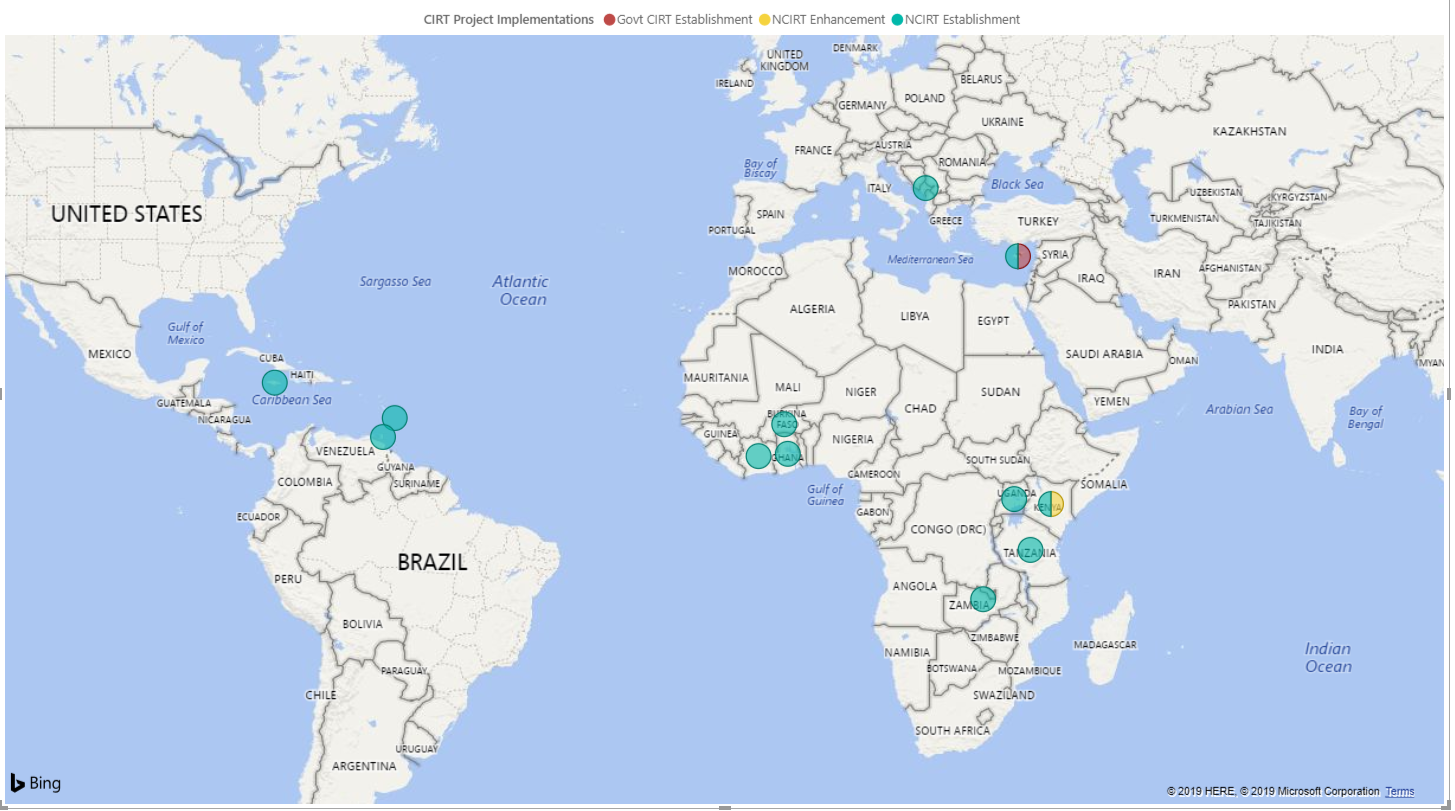 CIRT Project Implementations Govt CIRT Establishment NCIRT Enhancement NCIRT Establishment
DENMARK
UNITED
KINGDOM
IRELAND
BELARUS
POLAND
GERMANY
UKRAINE
KAZAKHSTAN
FRANCE
AUSTRIA
ROMANIA
Bay of
Biscay
ITALY
Black Sea
UZBEKISTAN
KYRGYZSTAN
UNITED STATES
SPAIN
PORTUGAL
GREECE
TURKEY
TURKMENISTAN
TAJIKISTAN
Mediterranean Sea
SYRIA
MOROCCO
IRAQ
IRAN
AFGHANISTAN
Sargasso Sea
Atlantic
Ocean
PAKISTAN
ALGERIA
LIBYA
EGYPT
Gulf of
Mexico
MEXICO
CUBA
HAITI
SAUDI ARABIA
OMAN
INDIA
MYAN
MAURITANIA
MALI
NIGER
SUDAN
GUATEMALA
Caribbean Sea
YEMEN
Arabian Sea
Bay of
Bengal
NICARAGUA
BURKINA
FASO
CHAD
GUINEA
NIGERIA
VENEZUELA
GHANA
SOUTH SUDAN
GUYANA
SURINAME
COLOMBIA
CAMEROON
SOMALIA
Gulf of
Guinea
UGANDA
KENYA
ECUADOR
GABON
CONGO (DRC)
BRAZIL
TANZANIA
PERU
ANGOLA
ZAMBIA
BOLIVIA
ZIMBABWE
MADAGASCAR
NAMIBIA
Indian
Ocean
PARAGUAY
BOTSWANA
MOZAMBIQUE
CHILE
SWAZILAND
SOUTH AFRICA
URUGUAY
ARGENTINA
Bing
© 2019 HERE, © 2019 Microsoft Corporation Terms